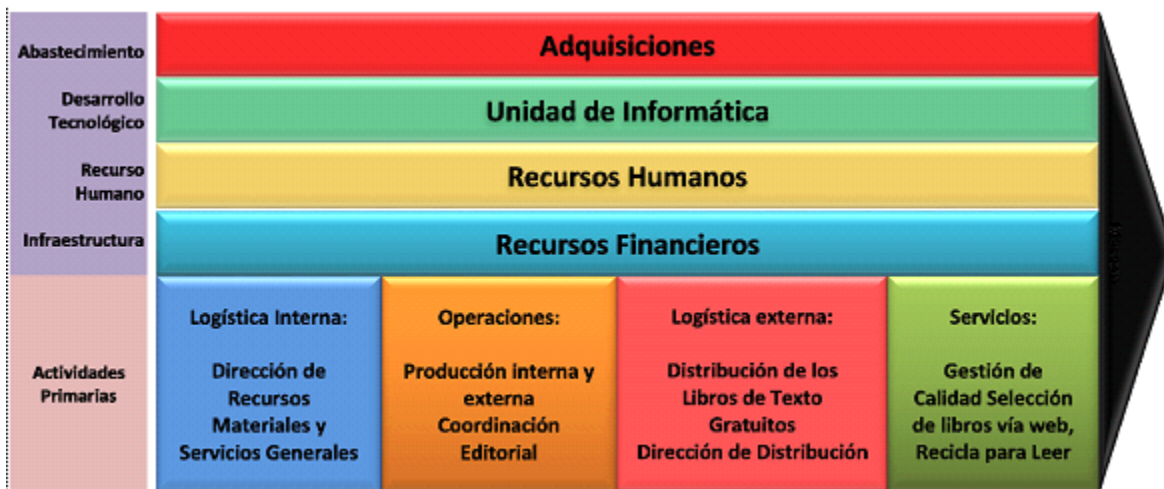 Abastecimiento
Adquisiciones
Desarrollo
Tecnológico
Unidad de Informática
Recurso
Humano
Recursos Humanos
Infraestructura
Recursos Financieros
Actividades
Primarias
Logística Interna:
Dirección de
Recursos
Materiales y
Servicios Generales
Operaciones:
Producción interna y
externa
Coordinación
Editorial
Logística externa:
Distribución de los
Libros de Texto
Gratuitos
Dirección de Distribución
Servicios:
Gestión de
Calidad Selección
de libros vía web,
Recicla para Leer